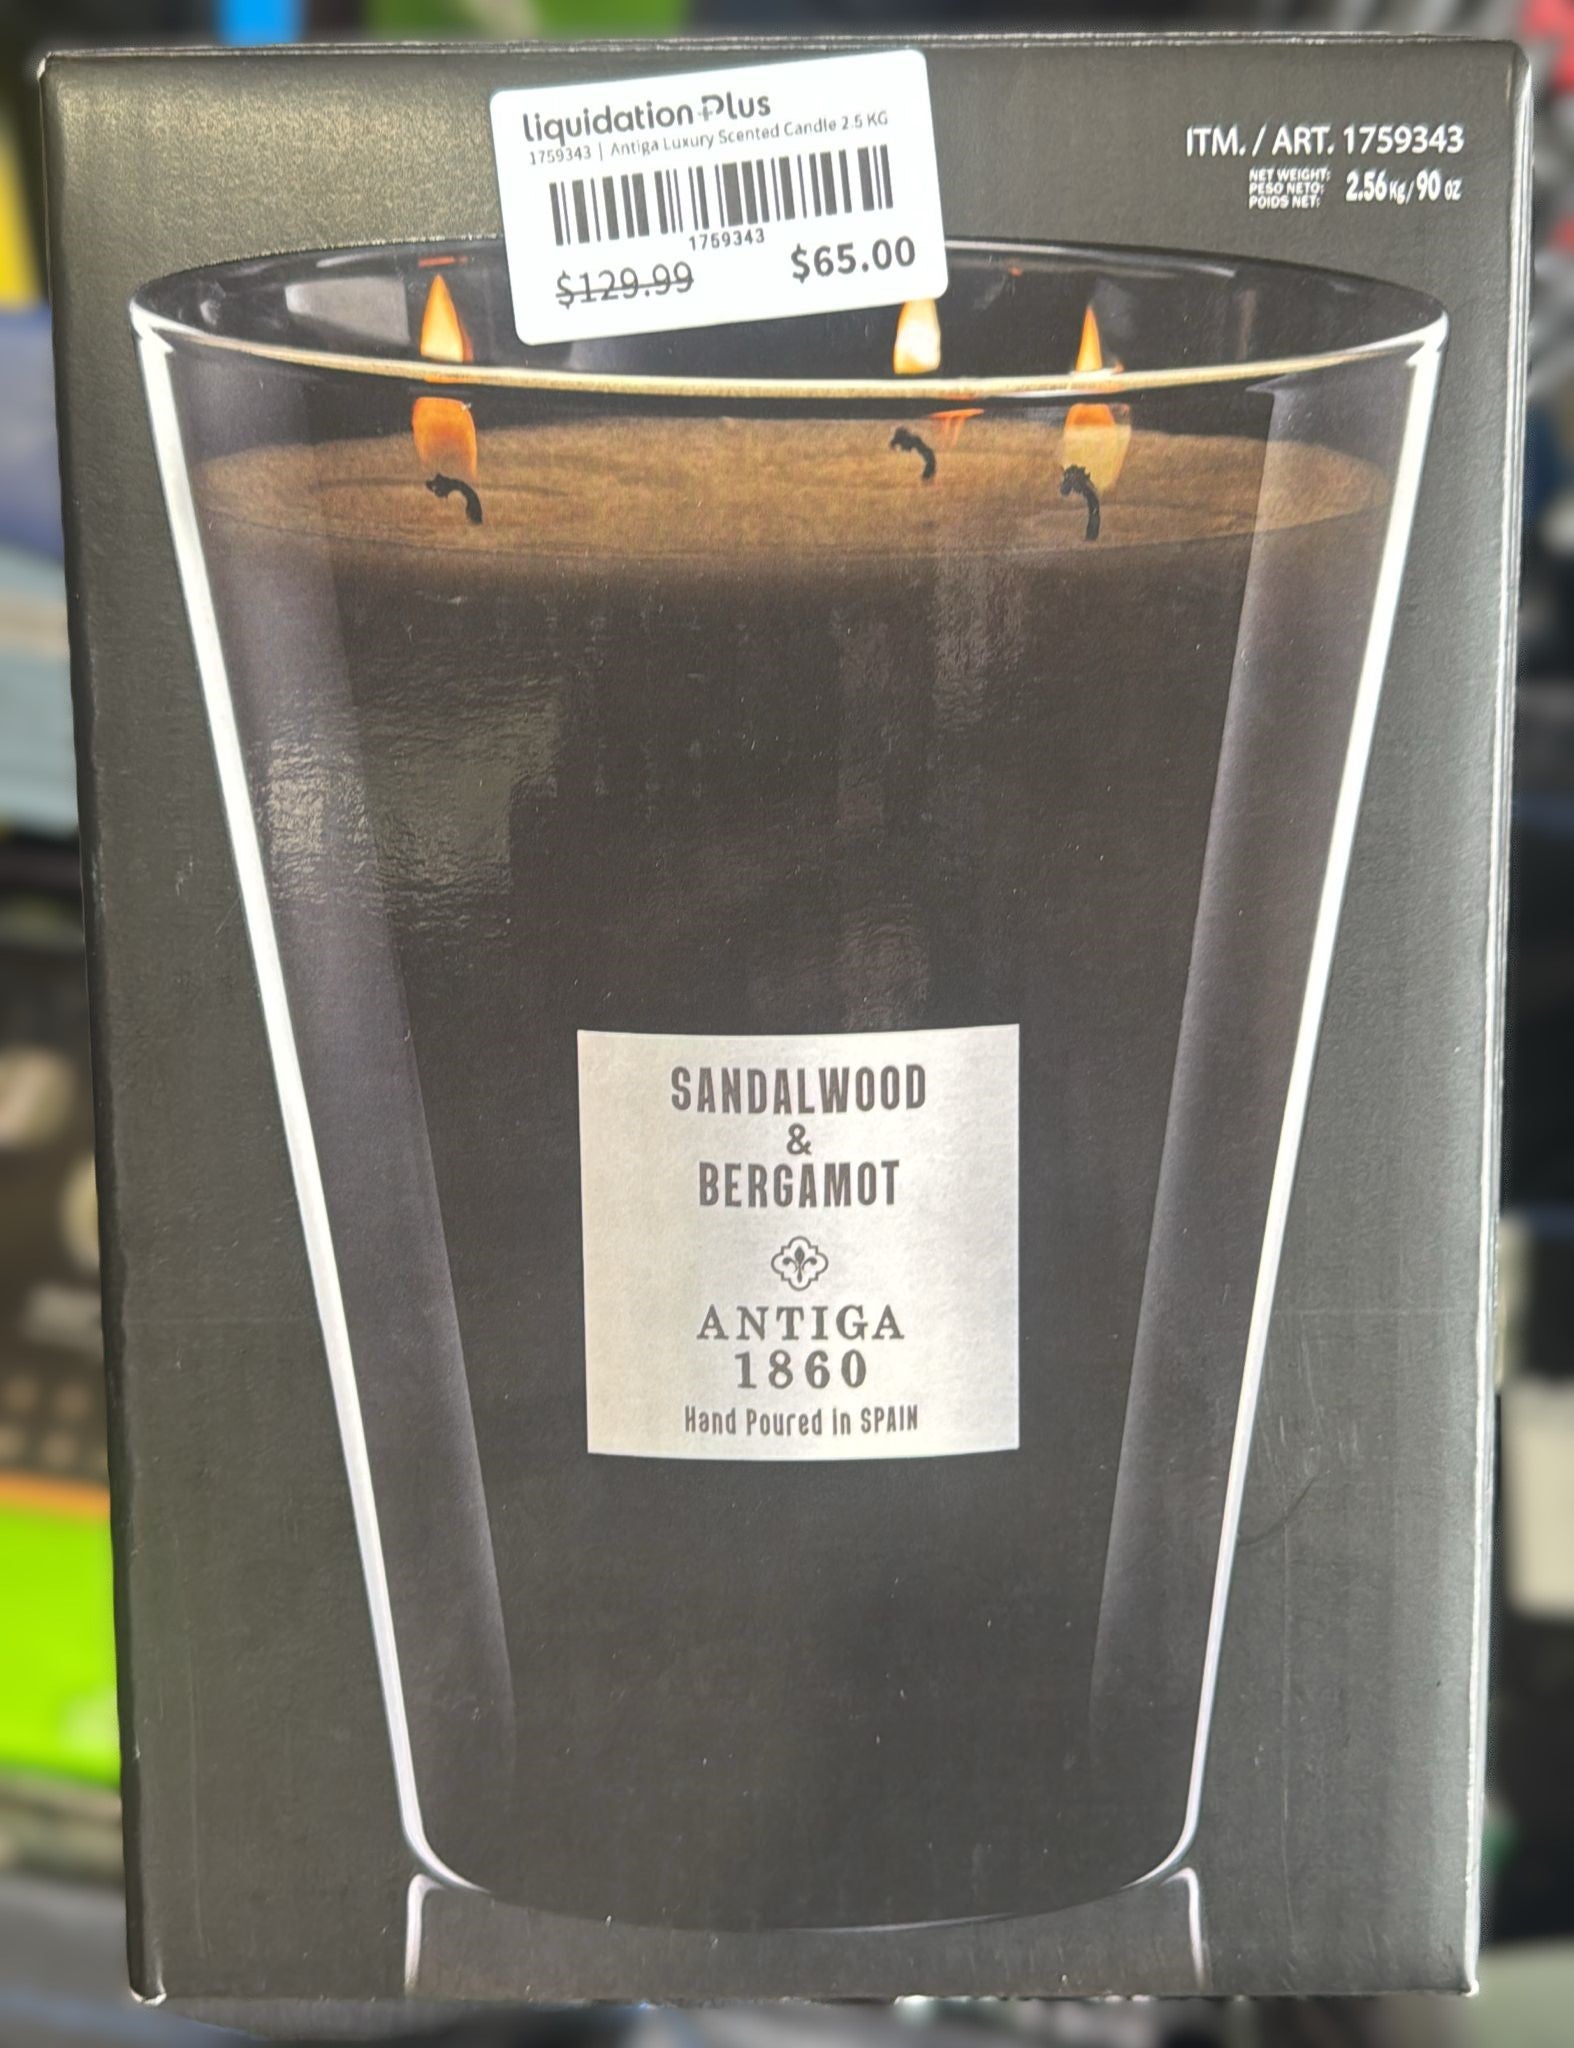 liquidation Plus
1759343 | Antiga Luxury Scented Candle 2.5 KG
1759343
$129.99 $65.00
ITM. / ART. 1759343
NET WEIGHT:
PESO NETO: 2.56 Kg/90 oz
POIDS NET:
SANDALWOOD
&
BERGAMOT
ANTIGA
1860
Hand Poured in SPAIN